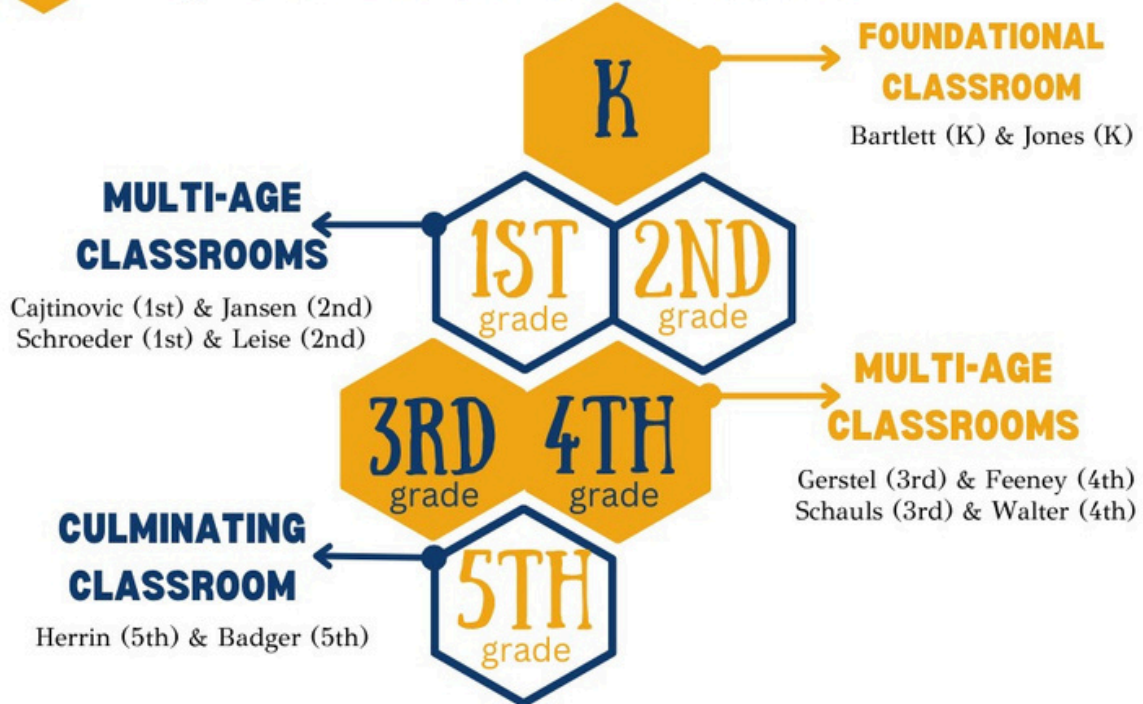 K
FOUNDATIONAL
CLASSROOM
Bartlett (K) & Jones (K)
MULTI-AGE
CLASSROOMS
Cajtinovic (1st) & Jansen (2nd)
Schroeder (1st) & Leise (2nd)
1ST
grade
2ND
grade
3RD
grade
4TH
grade
MULTI-AGE
CLASSROOMS
Gerstel (3rd) & Feeney (4th)
Schauls (3rd) & Walter (4th)
CULMINATING
CLASSROOM
Herrin (5th) & Badger (5th)
5TH
grade